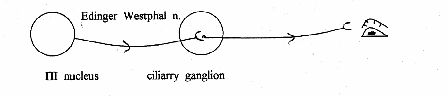 Edinger Westphal n.
III nucleus
ciliarry ganglion